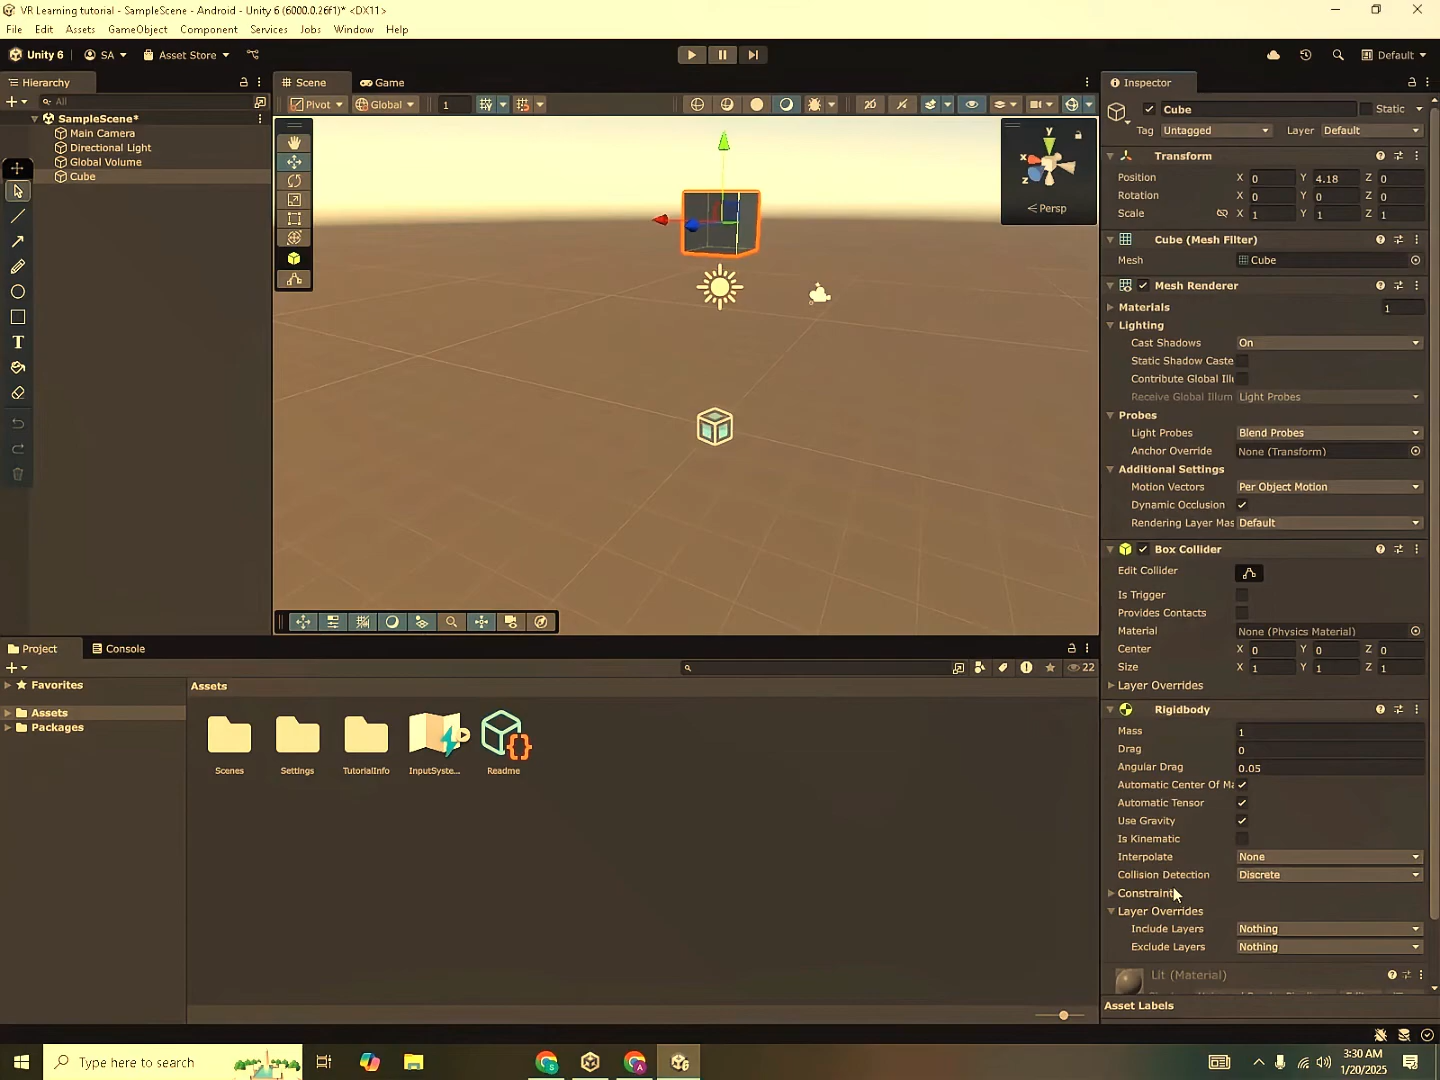 VR Learning tutorial - SampleScene - Android - Unity 6 (6000.0.26f1)* <DX11>
File Edit Assets GameObject Component Services Jobs Window Help
Unity 6 SA Asset Store Default
Hierarchy
All
SampleScene*
Main Camera
Directional Light
Global Volume
Cube
T
Scene Game
Pivot Global 1 2D
y
x
z
< Persp
Inspector
Cube Static
Tag Untagged Layer Default
Transform
Position X 0 Y 4.18 Z 0
Rotation X 0 Y 0 Z 0
Scale X 1 Y 1 Z 1
Cube (Mesh Filter)
Mesh Cube
Mesh Renderer
Materials 1
Lighting
Cast Shadows On
Static Shadow Caste
Contribute Global Illu
Receive Global Illum Light Probes
Probes
Light Probes Blend Probes
Anchor Override None (Transform)
Additional Settings
Motion Vectors Per Object Motion
Dynamic Occlusion
Rendering Layer Mas Default
Box Collider
Edit Collider
Is Trigger
Provides Contacts
Material None (Physics Material)
Center X 0 Y 0 Z 0
Size X 1 Y 1 Z 1
Layer Overrides
Rigidbody
Mass 1
Drag 0
Angular Drag 0.05
Automatic Center Of Ma
Automatic Tensor
Use Gravity
Is Kinematic
Interpolate None
Collision Detection Discrete
Constraint
Layer Overrides
Include Layers Nothing
Exclude Layers Nothing
Lit (Material)
Asset Labels
Project Console
22
Favorites
Assets
Packages
Assets
Scenes Settings TutorialInfo InputSyste... Readme
Type here to search
3:30 AM
1/20/2025